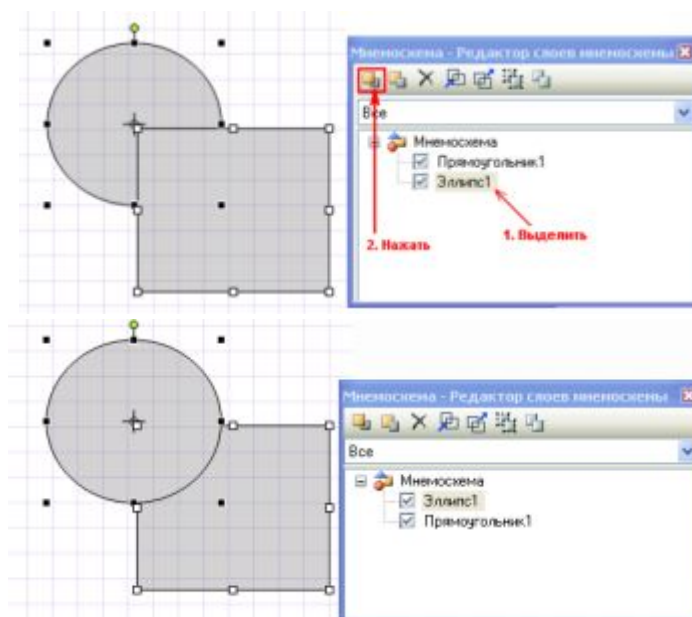 Мнемосхема - Редактор слоев мнемосхемы
Все
Мнемосхема
Прямоугольник1
Эллипс1
1. Выделить
2. Нажать
Мнемосхема - Редактор слоев мнемосхемы
Все
Мнемосхема
Эллипс1
Прямоугольник1